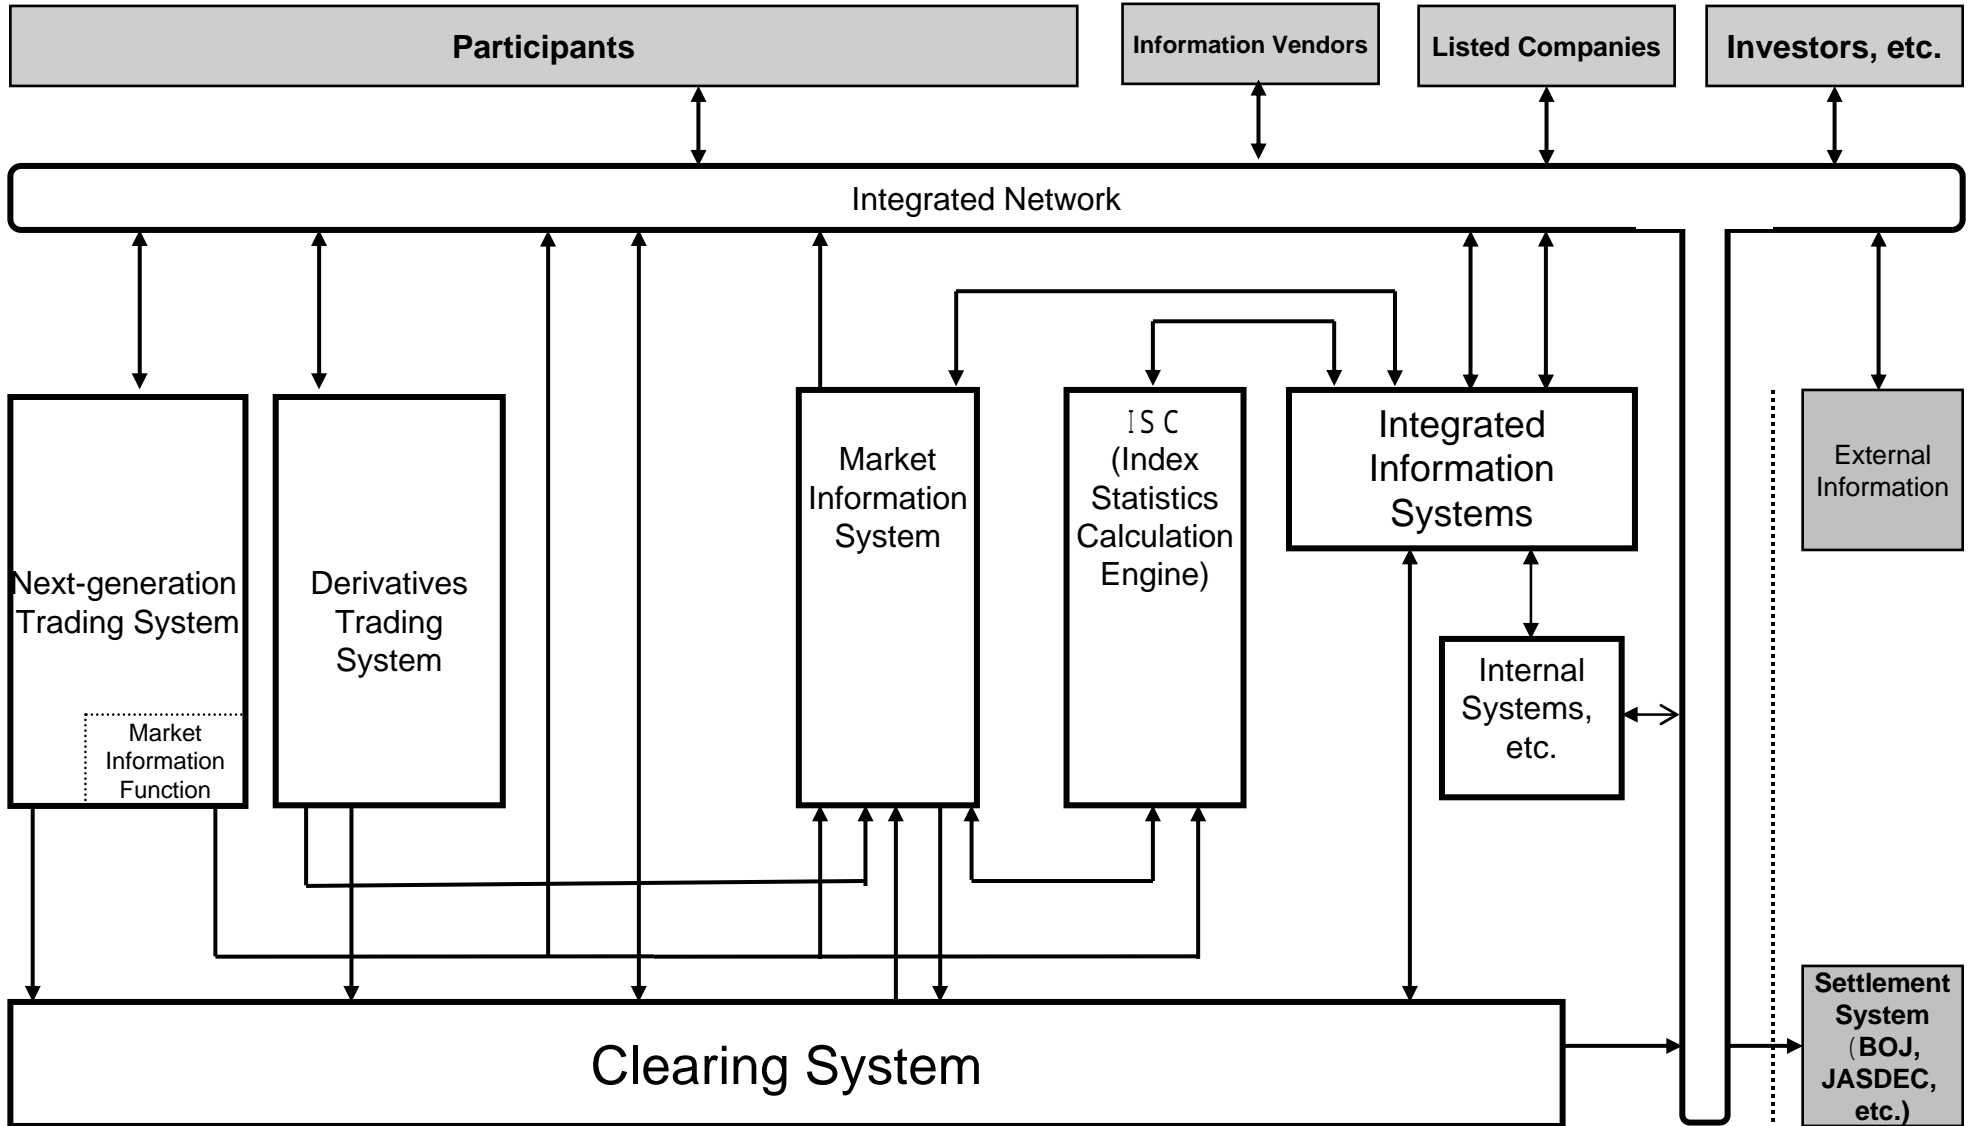 Participants
Information Vendors
Listed Companies
Investors, etc.
Integrated Network
Next-generation
Trading System
Market
Information
Function
Derivatives
Trading
System
Market
Information
System
ISC
(Index
Statistics
Calculation
Engine)
Integrated
Information
Systems
Internal
Systems,
etc.
External
Information
Clearing System
Settlement
System
(BOJ,
JASDEC,
etc.)